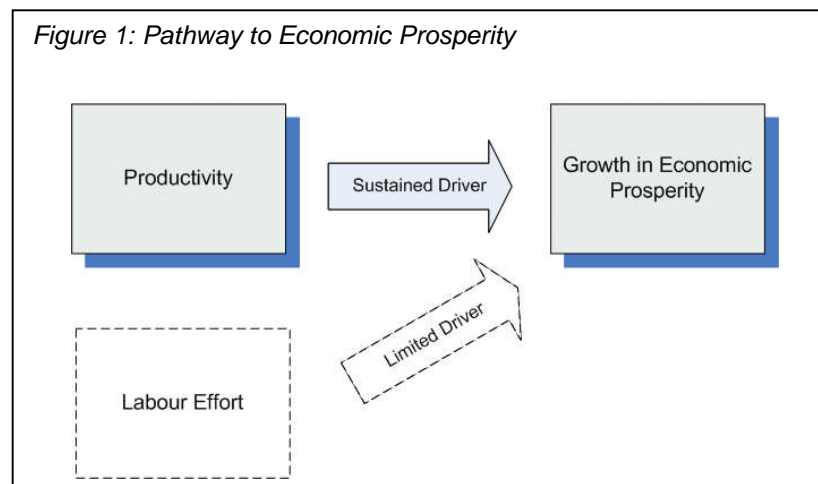 Figure 1: Pathway to Economic Prosperity
Productivity
Sustained Driver
Growth in Economic
Prosperity
Limited Driver
Labour Effort